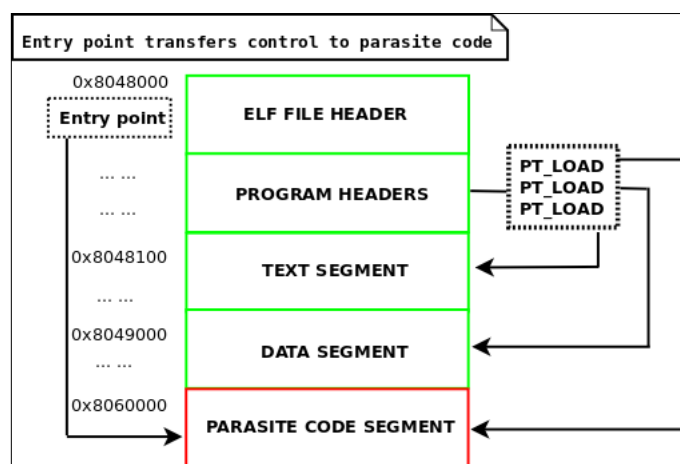 Entry point transfers control to parasite code
0x8048000
Entry point
ELF FILE HEADER
... ...
PROGRAM HEADERS
PT_LOAD
PT_LOAD
PT_LOAD
... ...
0x8048100
TEXT SEGMENT
... ...
0x8049000
DATA SEGMENT
... ...
0x8060000
PARASITE CODE SEGMENT